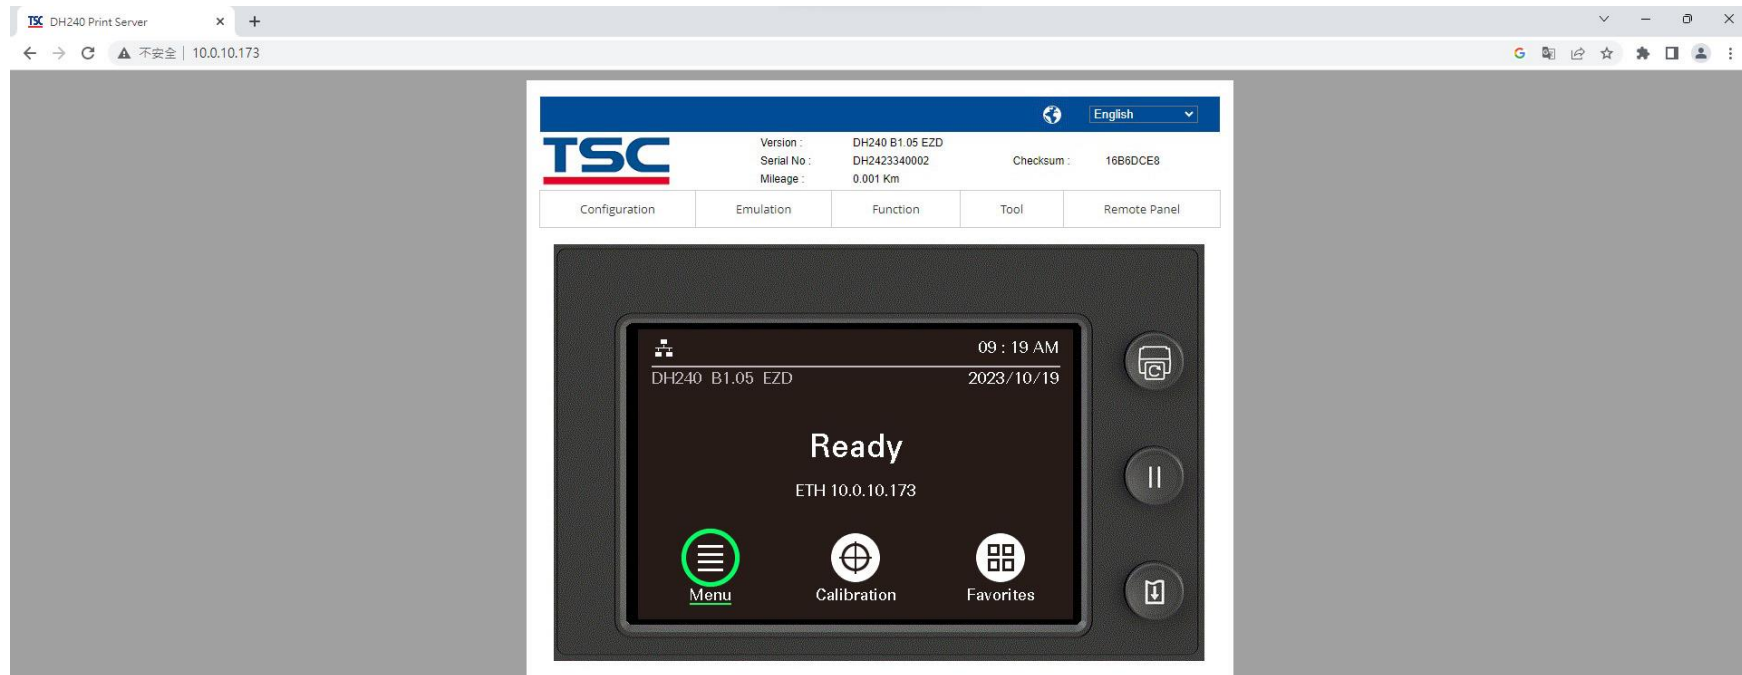 TSC DH240 Print Server
不安全 | 10.0.10.173
English
TSC
Version : DH240 B1.05 EZD
Serial No : DH2423340002 Checksum : 16B6DCE8
Mileage : 0.001 Km
Configuration Emulation Function Tool Remote Panel
09 : 19 AM
DH240 B1.05 EZD 2023/10/19
Ready
ETH 10.0.10.173
Menu Calibration Favorites